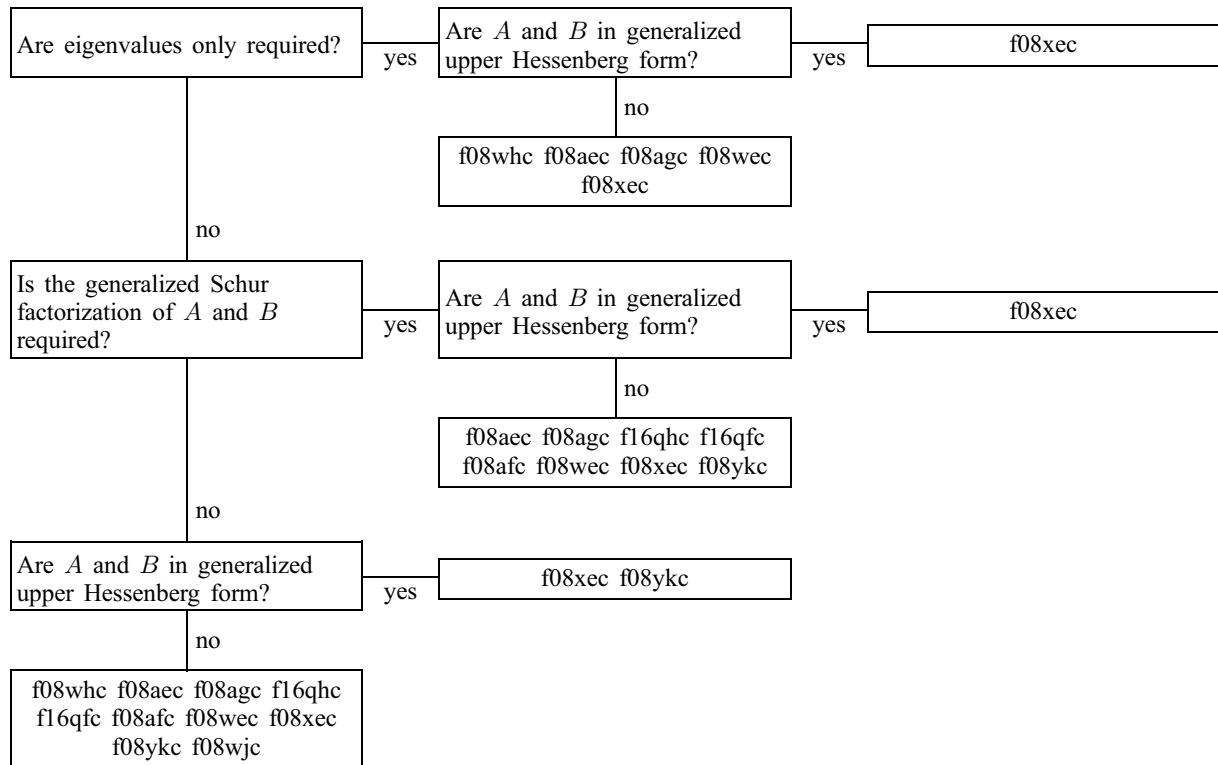 Are eigenvalues only required?
yes
Are A and B in generalized
upper Hessenberg form?
yes
f08xec
no
f08whc f08aec f08agc f08wec
f08xec
no
Is the generalized Schur
factorization of A and B
required?
yes
Are A and B in generalized
upper Hessenberg form?
yes
f08xec
no
f08aec f08agc f16qhc f16qfc
f08afc f08wec f08xec f08ykc
no
Are A and B in generalized
upper Hessenberg form?
yes
f08xec f08ykc
no
f08whc f08aec f08agc f16qhc
f16qfc f08afc f08wec f08xec
f08ykc f08wjc